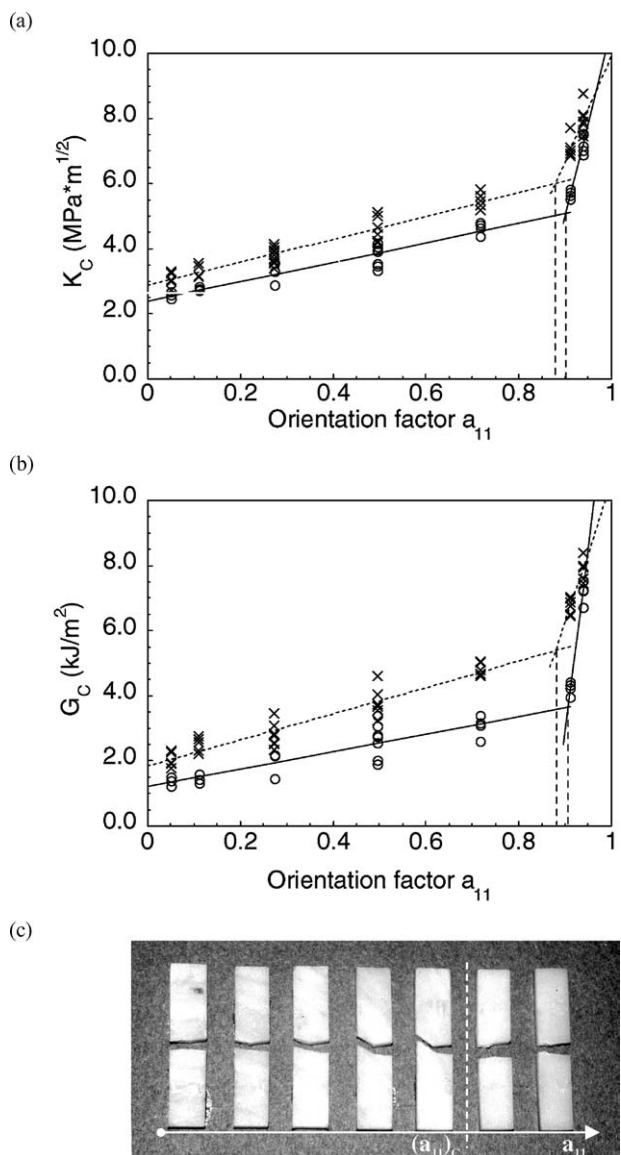 (a)
10.0
8.0
6.0
4.0
2.0
0.0
K_C (MPa*m^1/2)
0 0.2 0.4 0.6 0.8 1
Orientation factor a_11
(b)
10.0
8.0
6.0
4.0
2.0
0.0
G_C (kJ/m^2)
0 0.2 0.4 0.6 0.8 1
Orientation factor a_11
(c)
(a_11)_C a_11